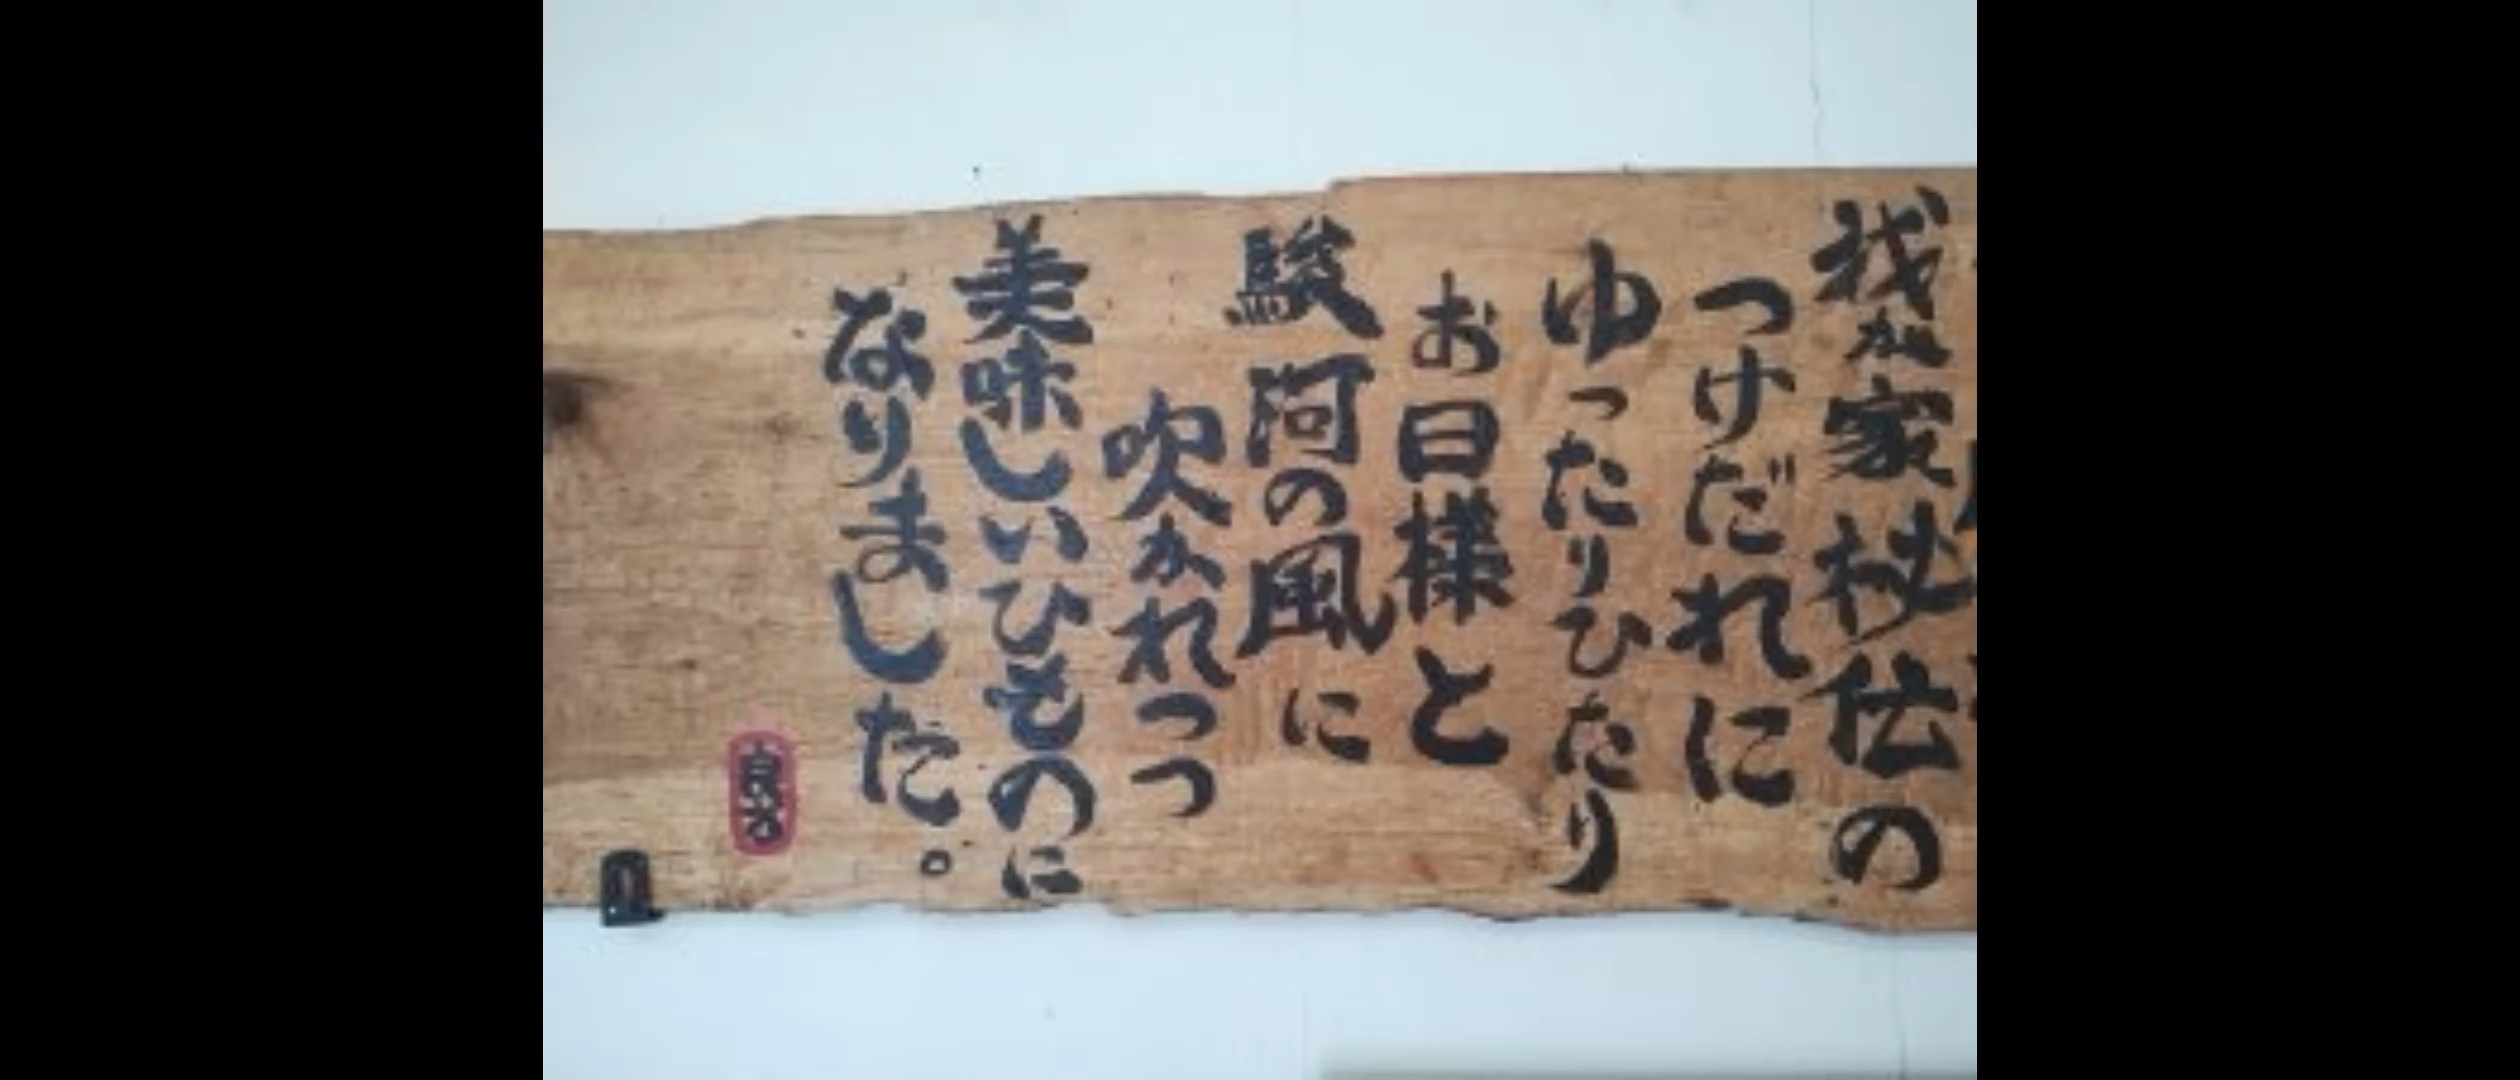 我が家秘伝の
つけだれに
ゆったりひたり
お日様と
駿河の風に
吹かれつつ
美味しいひものに
なりました。